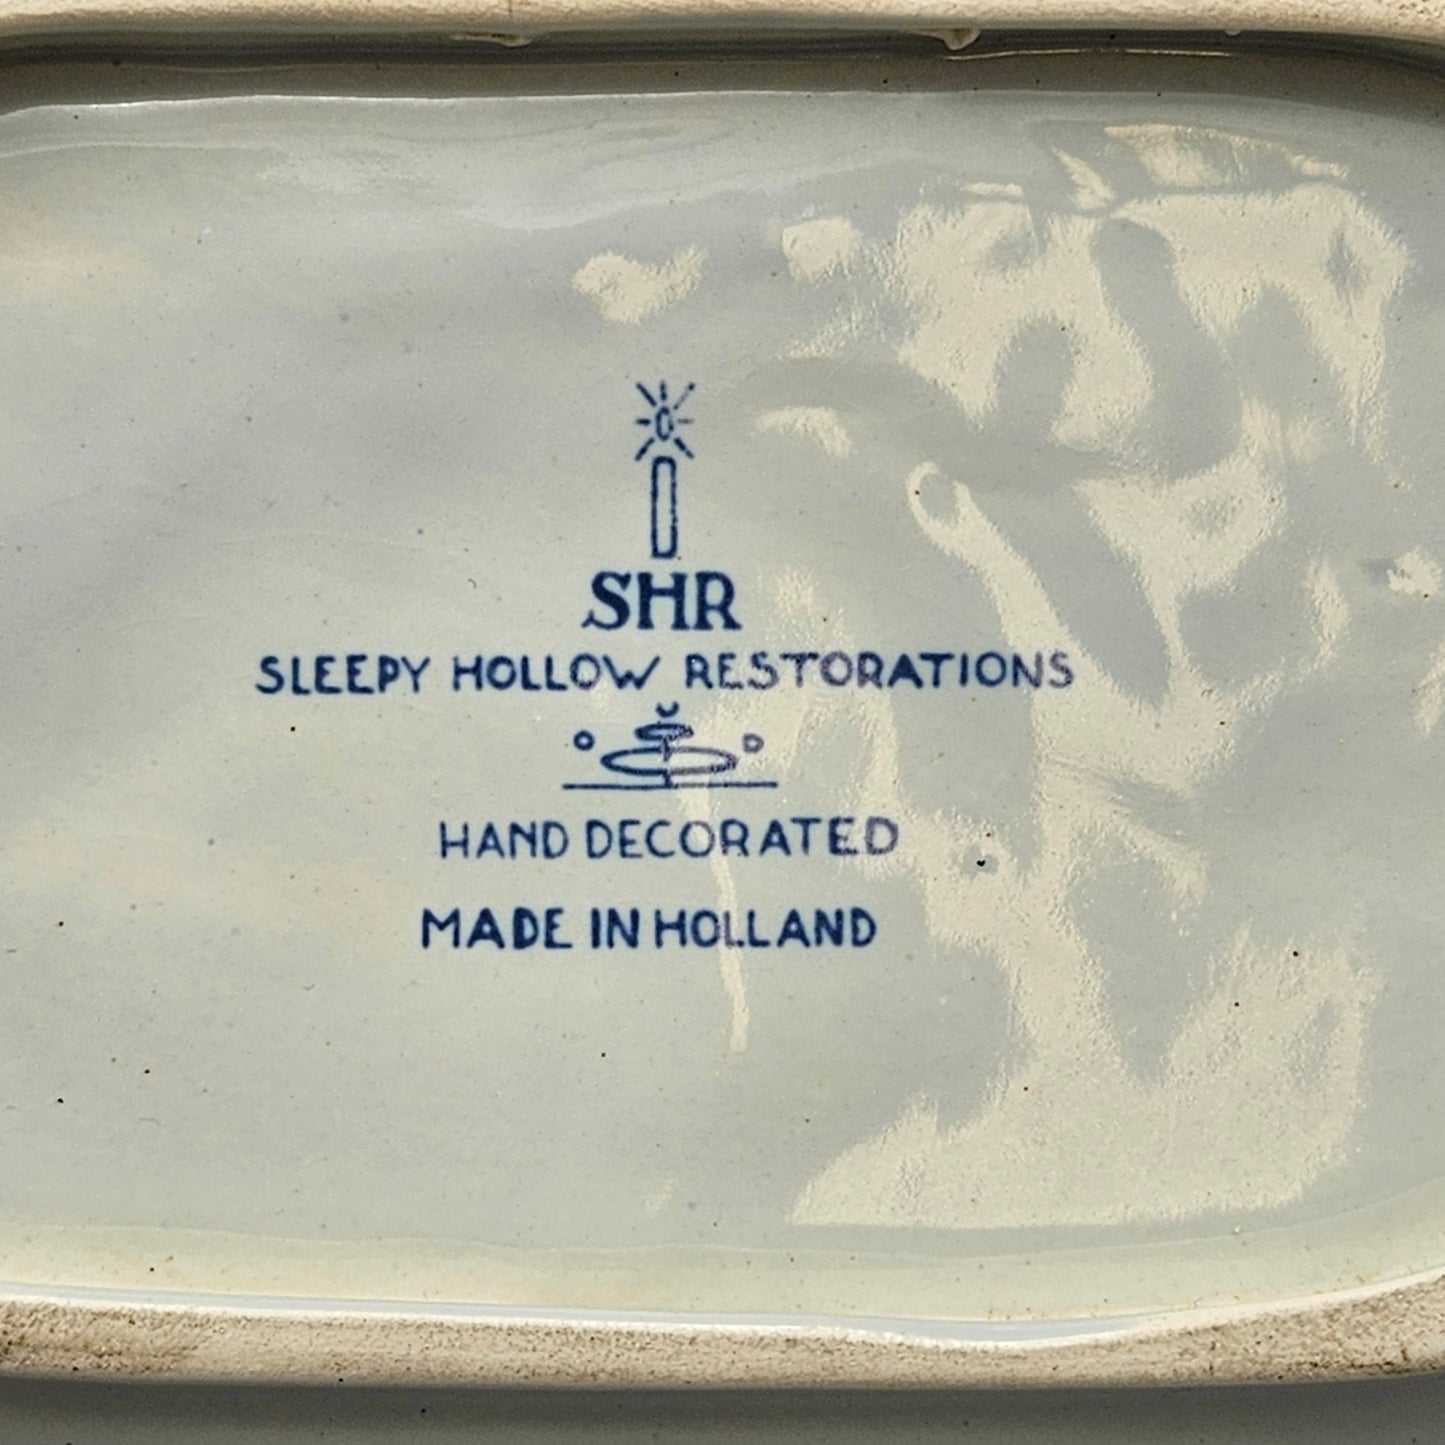 SHR
SLEEPY HOLLOW RESTORATIONS
HAND DECORATED
MADE IN HOLLAND